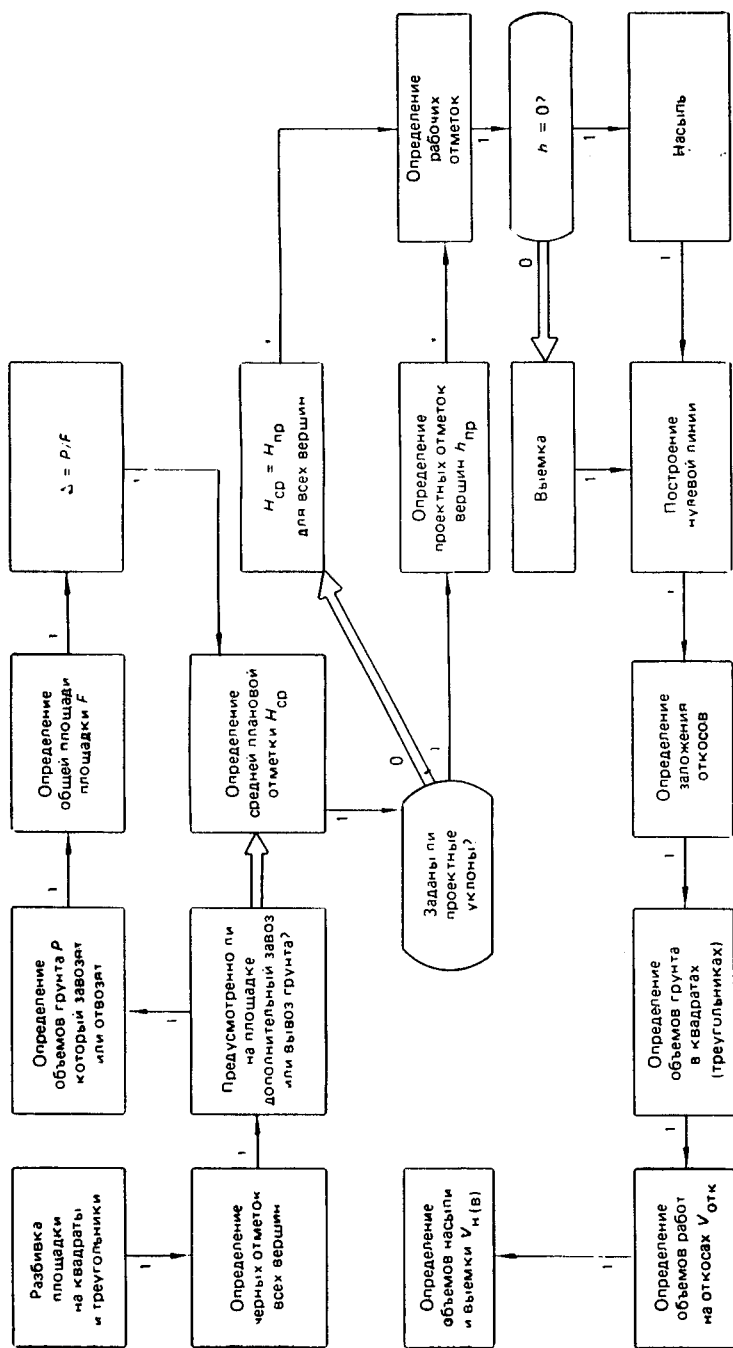 Разбивка
площадки
на квадраты
и треугольники
1
Определение
черных отметок
всех вершин
1
Предусмотрено ли
на площадке
дополнительный завоз
или вывоз грунта?
1
Определение
объемов грунта P
который завозят
или отвозят
1
Определение
общей площади
площадки F
1
Δ = P/F
1
Определение
средней плановой
отметки Hср
1
Заданы ли
проектные
уклоны?
0
1
Hср = Hпр
для всех вершин
Определение
проектных отметок
вершин hпр
Определение
рабочих
отметок
1
h = 0?
0
1
Выемка
1
Насыпь
1
Построение
нулевой линии
1
Определение
заложения
откосов
1
Определение
объемов грунта
в квадратах
(треугольниках)
1
Определение
объемов работ
на откосах Vотк
1
Определение
объемов насыпи
и выемки Vн(в)